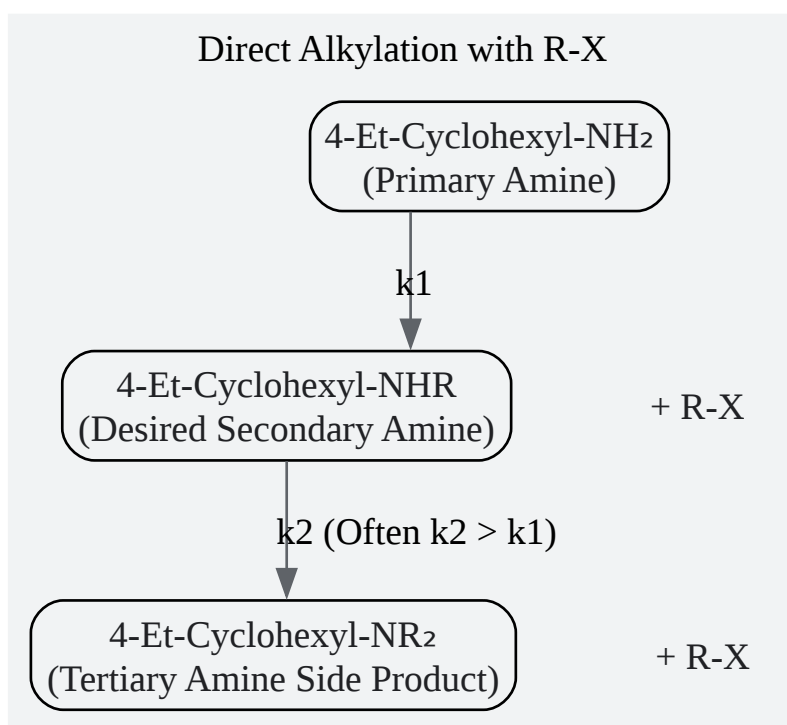 Direct Alkylation with R-X
4-Et-Cyclohexyl-NH₂
(Primary Amine)
k1
4-Et-Cyclohexyl-NHR
(Desired Secondary Amine)
+ R-X
k2 (Often k2 > k1)
4-Et-Cyclohexyl-NR₂
(Tertiary Amine Side Product)
+ R-X